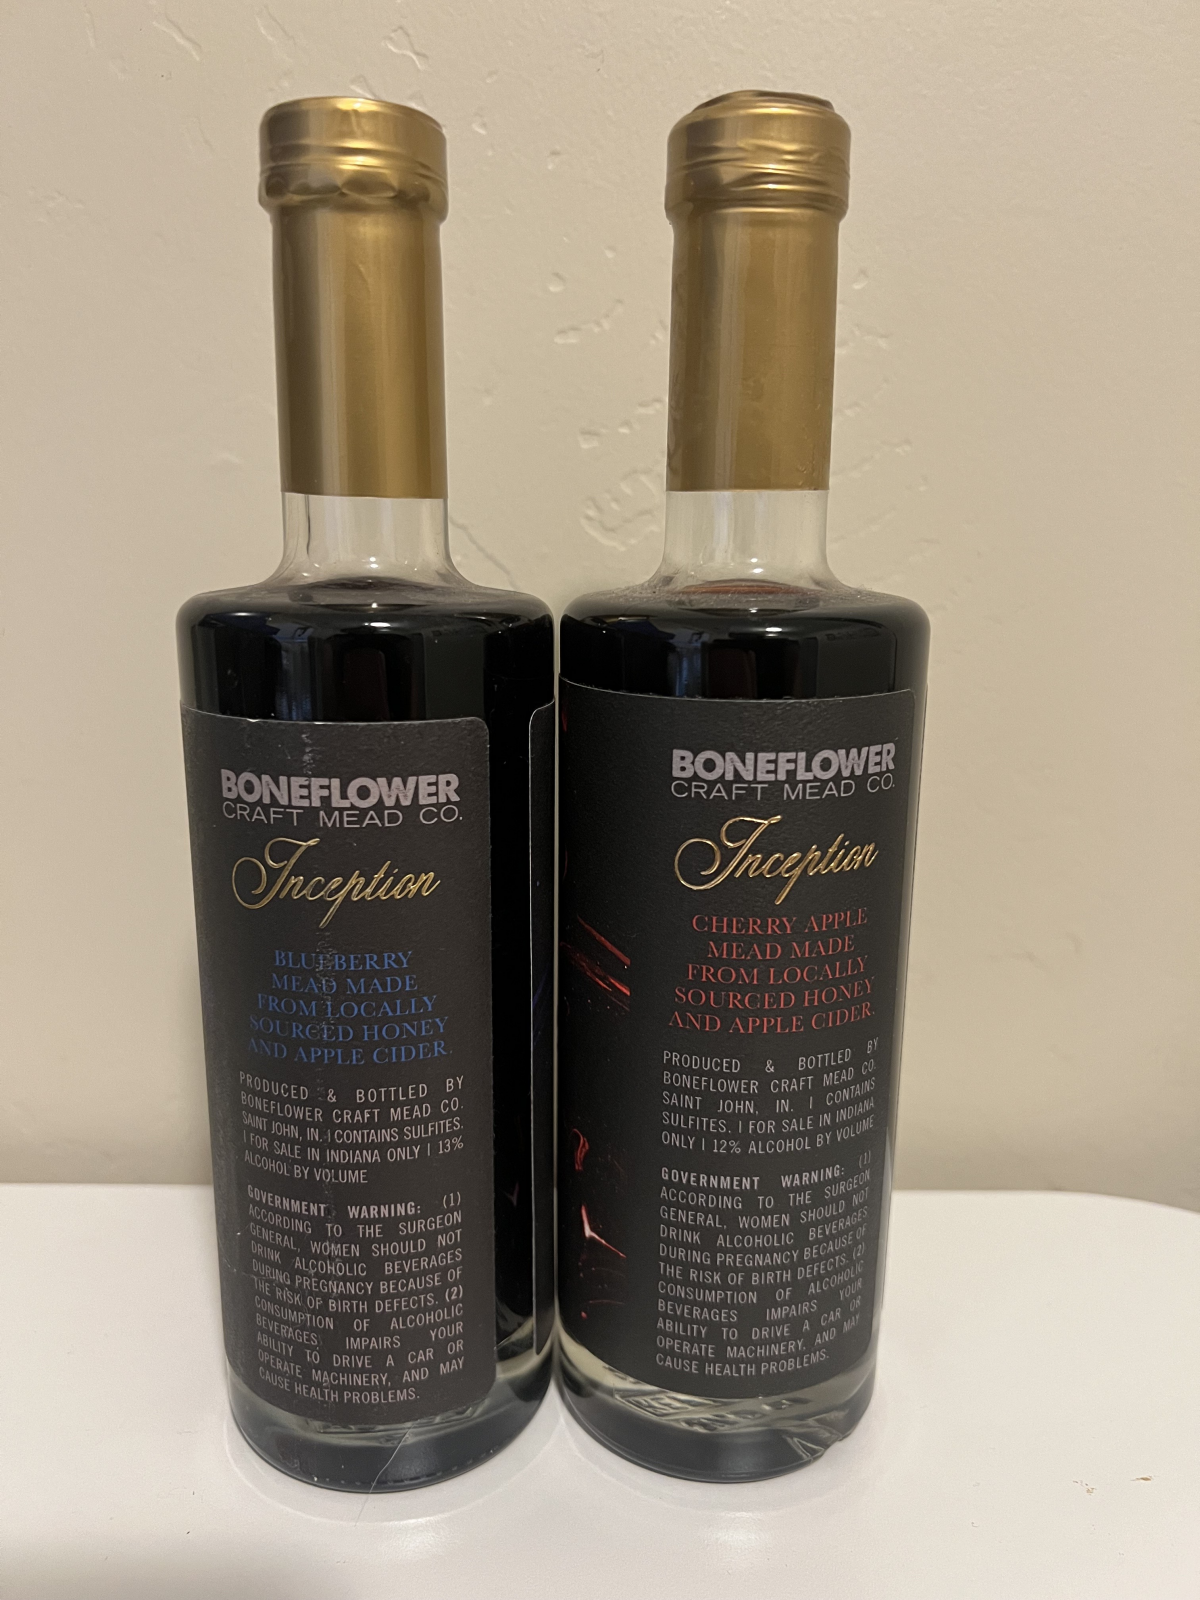 BONEFLOWER
CRAFT MEAD CO.
Inception
BLUEBERRY
MEAD MADE
FROM LOCALLY
SOURCED HONEY
AND APPLE CIDER.
PRODUCED & BOTTLED BY
BONEFLOWER CRAFT MEAD CO.
SAINT JOHN, IN. | CONTAINS SULFITES.
| FOR SALE IN INDIANA ONLY | 13%
ALCOHOL BY VOLUME
GOVERNMENT WARNING: (1)
ACCORDING TO THE SURGEON
GENERAL, WOMEN SHOULD NOT
DRINK ALCOHOLIC BEVERAGES
DURING PREGNANCY BECAUSE OF
THE RISK OF BIRTH DEFECTS. (2)
CONSUMPTION OF ALCOHOLIC
BEVERAGES IMPAIRS YOUR
ABILITY TO DRIVE A CAR OR
OPERATE MACHINERY, AND MAY
CAUSE HEALTH PROBLEMS.
BONEFLOWER
CRAFT MEAD CO.
Inception
CHERRY APPLE
MEAD MADE
FROM LOCALLY
SOURCED HONEY
AND APPLE CIDER.
PRODUCED & BOTTLED BY
BONEFLOWER CRAFT MEAD CO.
SAINT JOHN, IN. | CONTAINS
SULFITES. | FOR SALE IN INDIANA
ONLY | 12% ALCOHOL BY VOLUME
GOVERNMENT WARNING: (1)
ACCORDING TO THE SURGEON
GENERAL, WOMEN SHOULD NOT
DRINK ALCOHOLIC BEVERAGES
DURING PREGNANCY BECAUSE OF
THE RISK OF BIRTH DEFECTS. (2)
CONSUMPTION OF ALCOHOLIC
BEVERAGES IMPAIRS YOUR
ABILITY TO DRIVE A CAR OR
OPERATE MACHINERY, AND MAY
CAUSE HEALTH PROBLEMS.